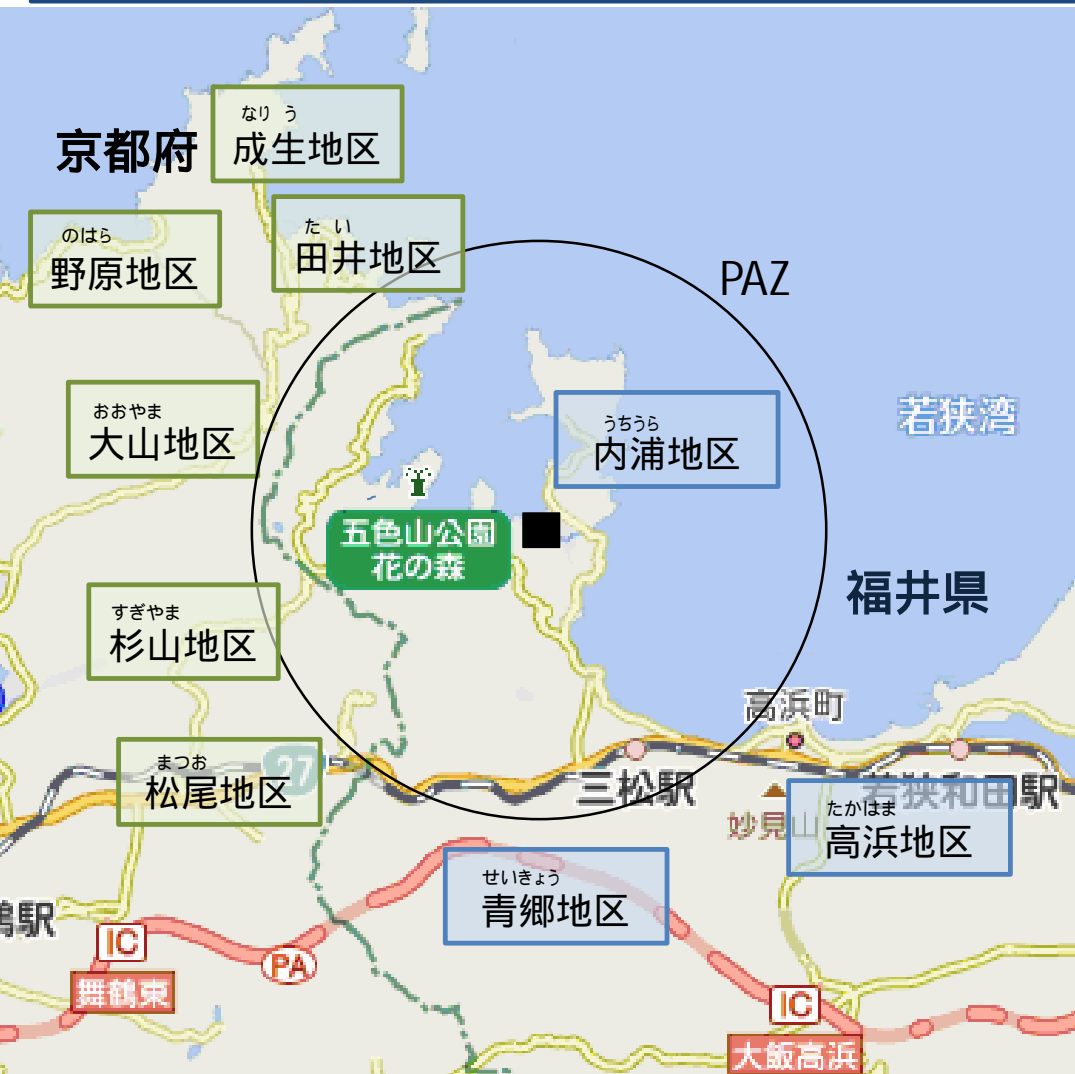 なり う
成生地区
京都府
た い
田井地区
のはら
野原地区
PAZ
おおやま
大山地区
うちうら
内浦地区
若狭湾
五色山公園
花の森
福井県
すぎやま
杉山地区
高浜町
まつお
松尾地区
27
三松駅
若狭和田駅
妙見山
たかはま
高浜地区
せいきょう
青郷地区
鶴駅
IC
舞鶴東
PA
IC
大飯高浜